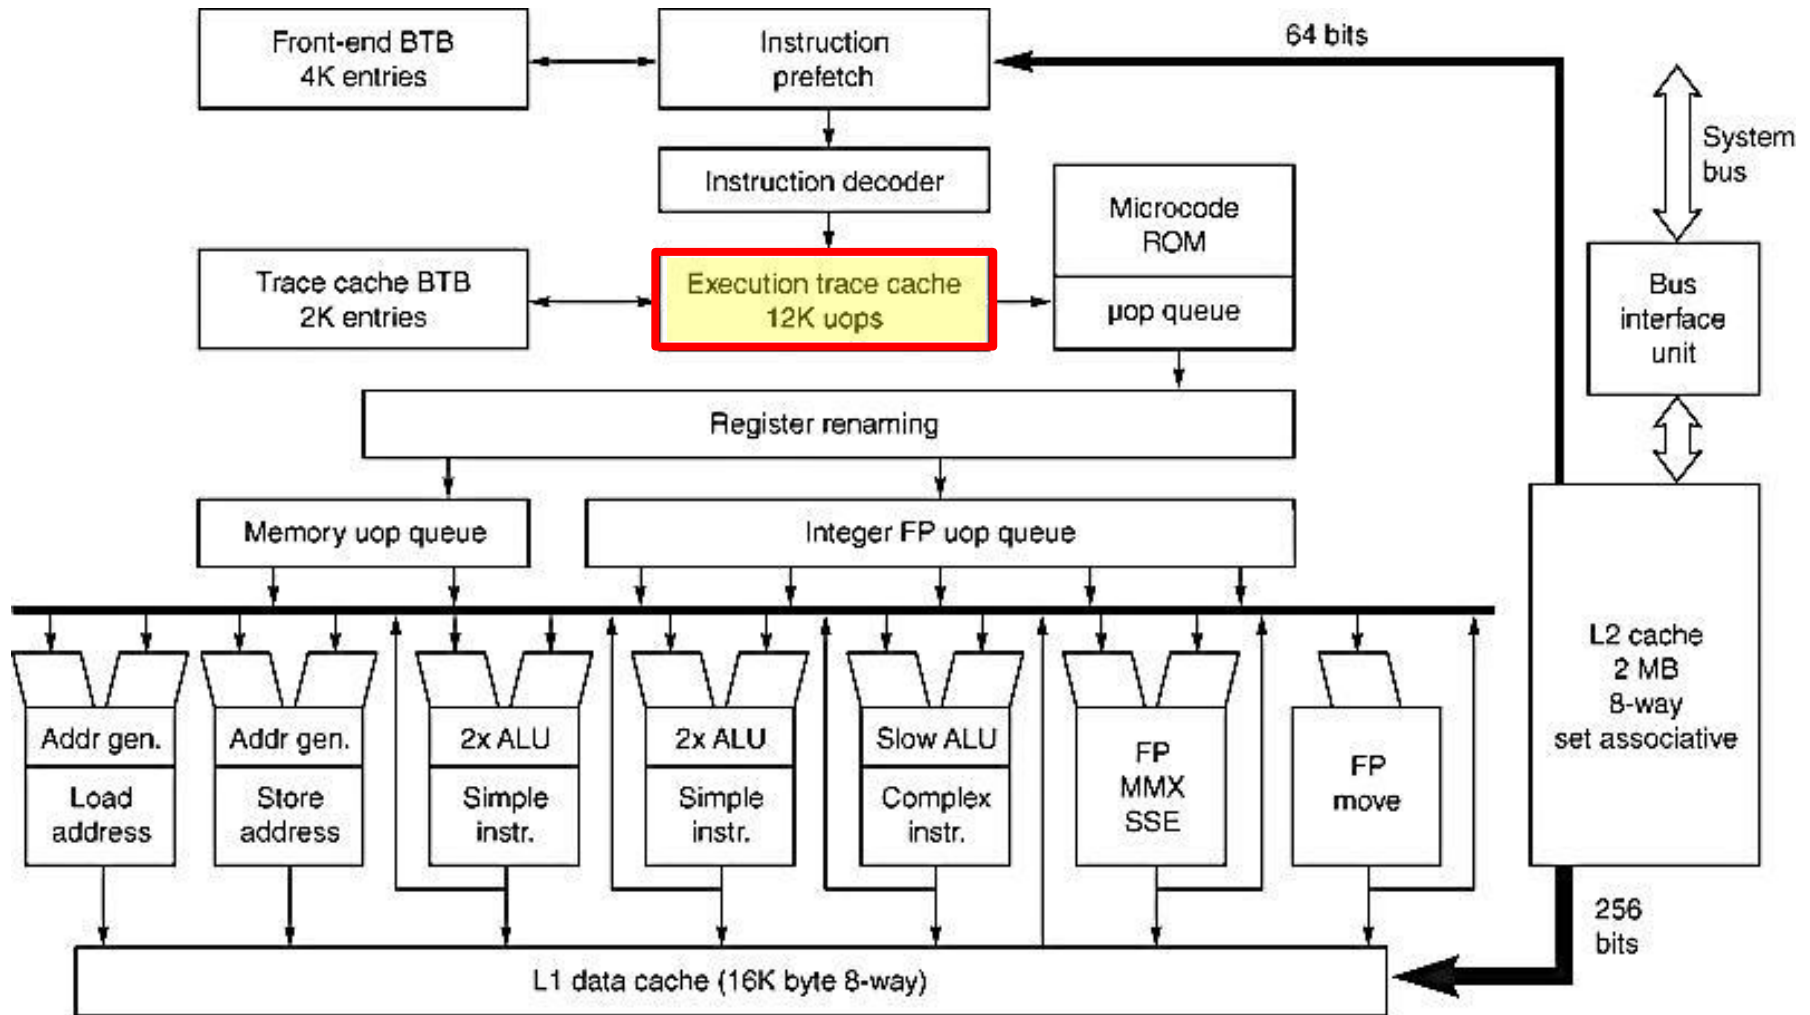 Front-end BTB
4K entries
Instruction
prefetch
64 bits
System
bus
Instruction decoder
Microcode
ROM
Trace cache BTB
2K entries
Execution trace cache
12K uops
µop queue
Bus
interface
unit
Register renaming
Memory uop queue
Integer FP uop queue
L2 cache
2 MB
8-way
set associative
Addr gen.
Load
address
Addr gen.
Store
address
2x ALU
Simple
instr.
2x ALU
Simple
instr.
Slow ALU
Complex
instr.
FP
MMX
SSE
FP
move
256
bits
L1 data cache (16K byte 8-way)